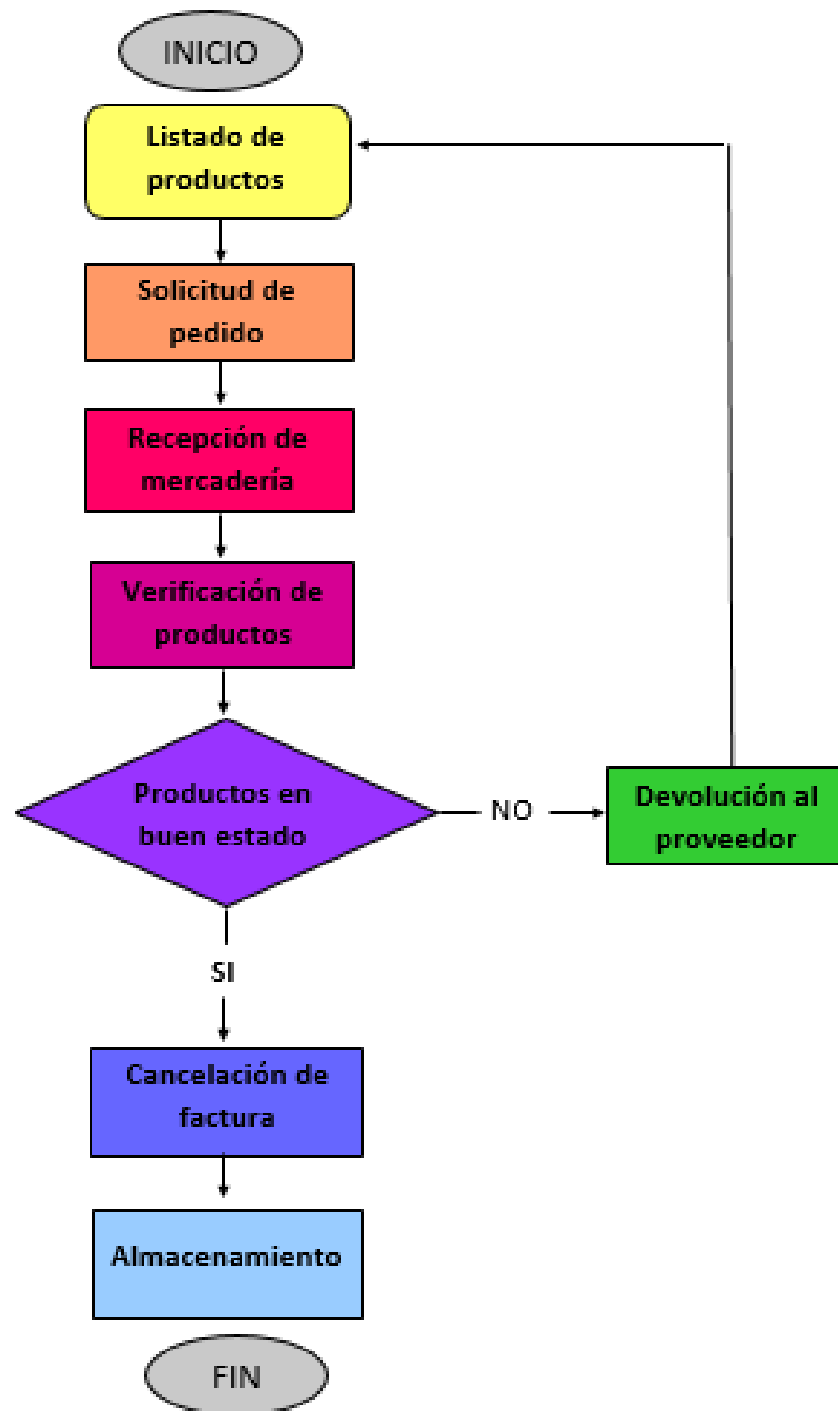 INICIO
Listado de
productos
Solicitud de
pedido
Recepción de
mercadería
Verificación de
productos
Productos en
buen estado
NO
Devolución al
proveedor
SI
Cancelación de
factura
Almacenamiento
FIN